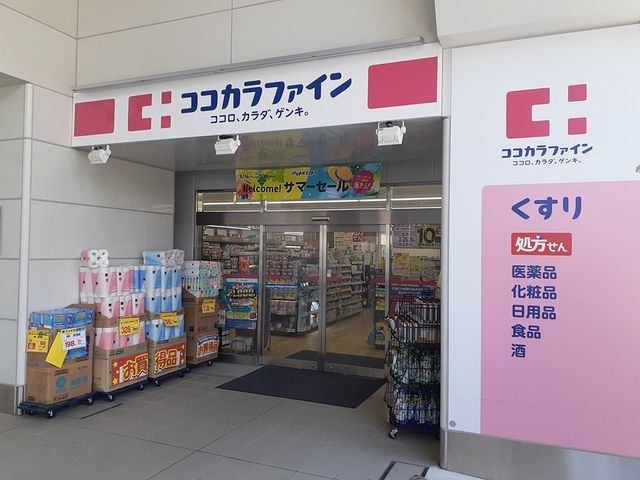 ココカラファイン
ココロ、カラダ、ゲンキ。
Welcome! サマーセール
ココカラファイン
ココロ、カラダ、ゲンキ。
くすり
処方せん
医薬品
化粧品
日用品
食品
酒
198
328
お買得品